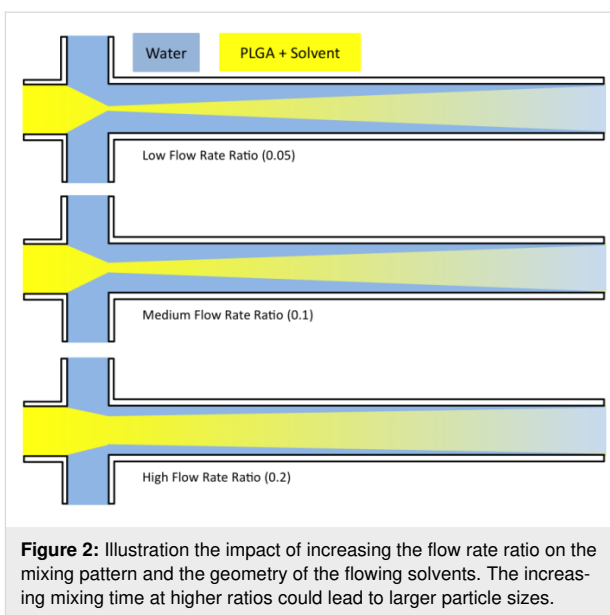 Water PLGA + Solvent
Low Flow Rate Ratio (0.05)
Medium Flow Rate Ratio (0.1)
High Flow Rate Ratio (0.2)
Figure 2: Illustration the impact of increasing the flow rate ratio on the
mixing pattern and the geometry of the flowing solvents. The increas-
ing mixing time at higher ratios could lead to larger particle sizes.